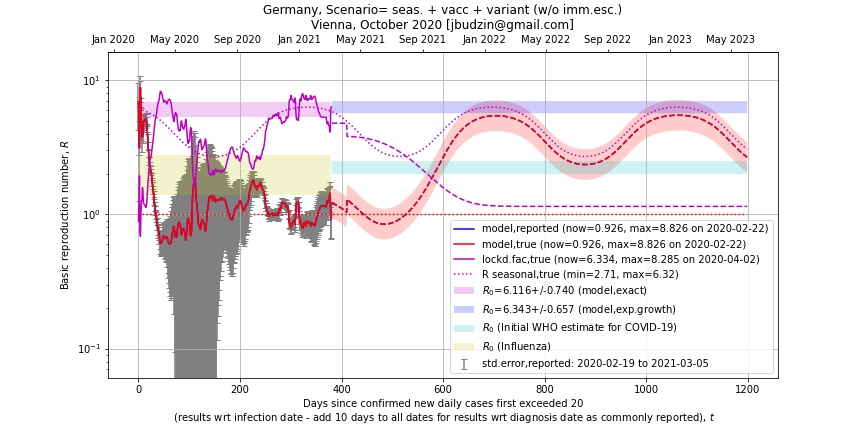 Germany, Scenario= seas. + vacc + variant (w/o imm.esc.)
Vienna, October 2020 [jbudzin@gmail.com]
Jan 2020 May 2020 Sep 2020 Jan 2021 May 2021 Sep 2021 Jan 2022 May 2022 Sep 2022 Jan 2023 May 2023
Basic reproduction number, R
10¹
10⁰
10⁻¹
model,reported (now=0.926, max=8.826 on 2020-02-22)
model,true (now=0.926, max=8.826 on 2020-02-22)
lockd.fac,true (now=6.334, max=8.285 on 2020-04-02)
R seasonal,true (min=2.71, max=6.32)
R₀=6.116+/-0.740 (model,exact)
R₀=6.343+/-0.657 (model,exp.growth)
R₀ (Initial WHO estimate for COVID-19)
R₀ (Influenza)
std.error,reported: 2020-02-19 to 2021-03-05
0 200 400 600 800 1000 1200
Days since confirmed new daily cases first exceeded 20
(results wrt infection date - add 10 days to all dates for results wrt diagnosis date as commonly reported), t